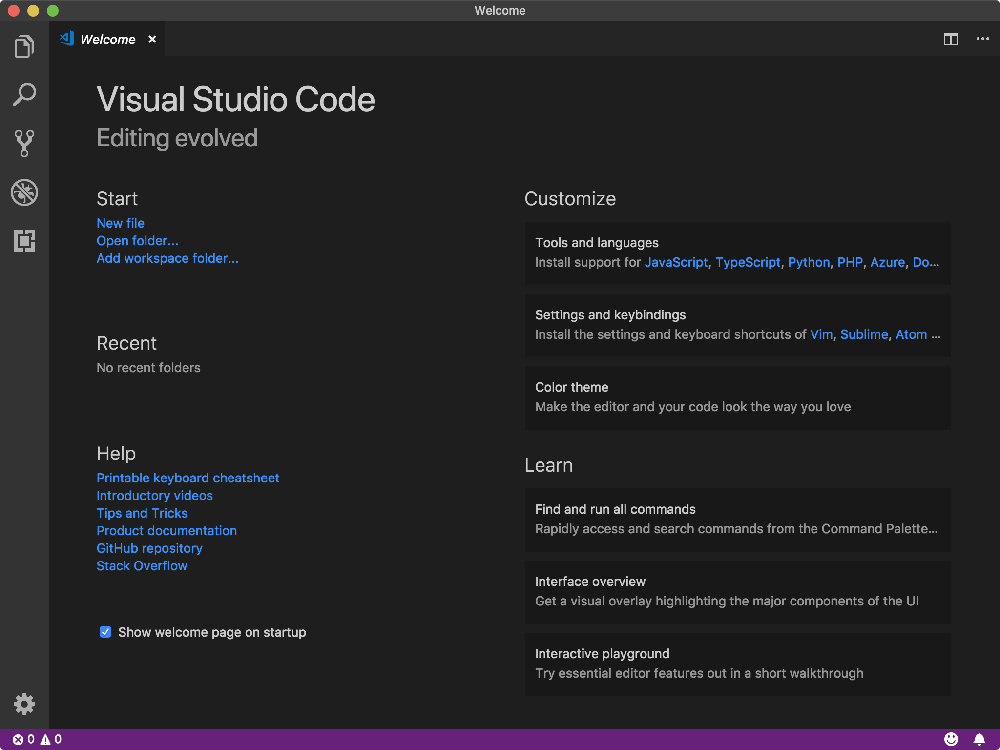 Welcome
Welcome ×
Visual Studio Code
Editing evolved
Start
New file
Open folder...
Add workspace folder...
Recent
No recent folders
Help
Printable keyboard cheatsheet
Introductory videos
Tips and Tricks
Product documentation
GitHub repository
Stack Overflow
Show welcome page on startup
Customize
Tools and languages
Install support for JavaScript, TypeScript, Python, PHP, Azure, Do...
Settings and keybindings
Install the settings and keyboard shortcuts of Vim, Sublime, Atom ...
Color theme
Make the editor and your code look the way you love
Learn
Find and run all commands
Rapidly access and search commands from the Command Palette...
Interface overview
Get a visual overlay highlighting the major components of the UI
Interactive playground
Try essential editor features out in a short walkthrough
0 0